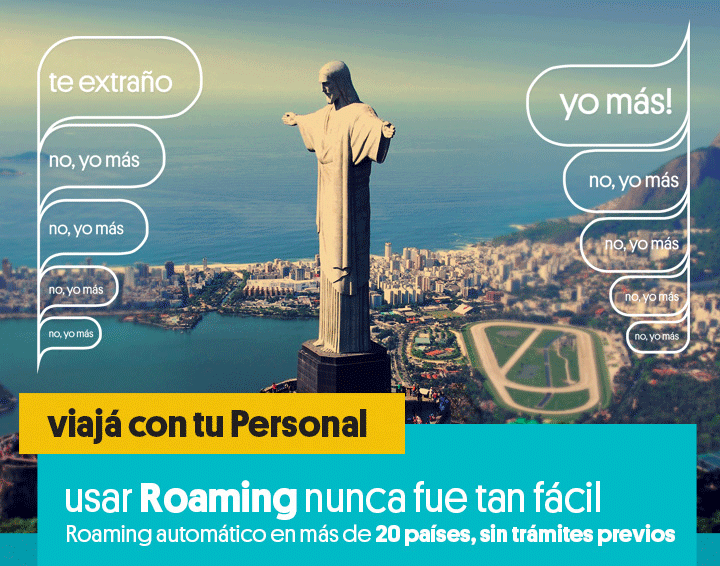 te extraño
yo más!
no, yo más
no, yo más
no, yo más
no, yo más
no, yo más
no, yo más
no, yo más
no, yo más
viajá con tu Personal
usar Roaming nunca fue tan fácil
Roaming automático en más de 20 países, sin trámites previos